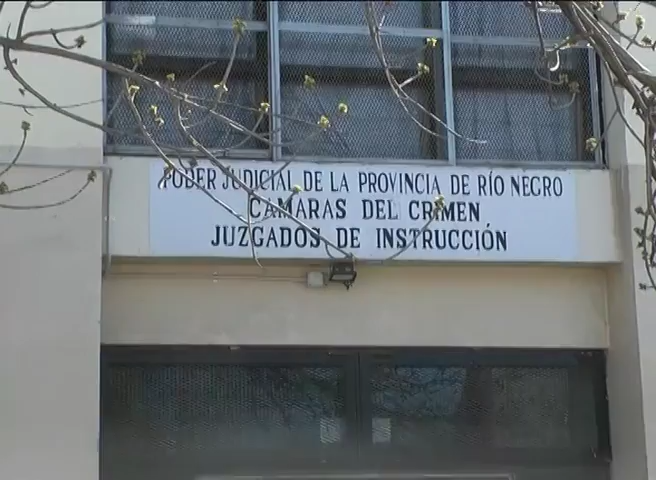 PODER JUDICIAL DE LA PROVINCIA DE RÍO NEGRO
CAMARAS DEL CRIMEN
JUZGADOS DE INSTRUCCIÓN